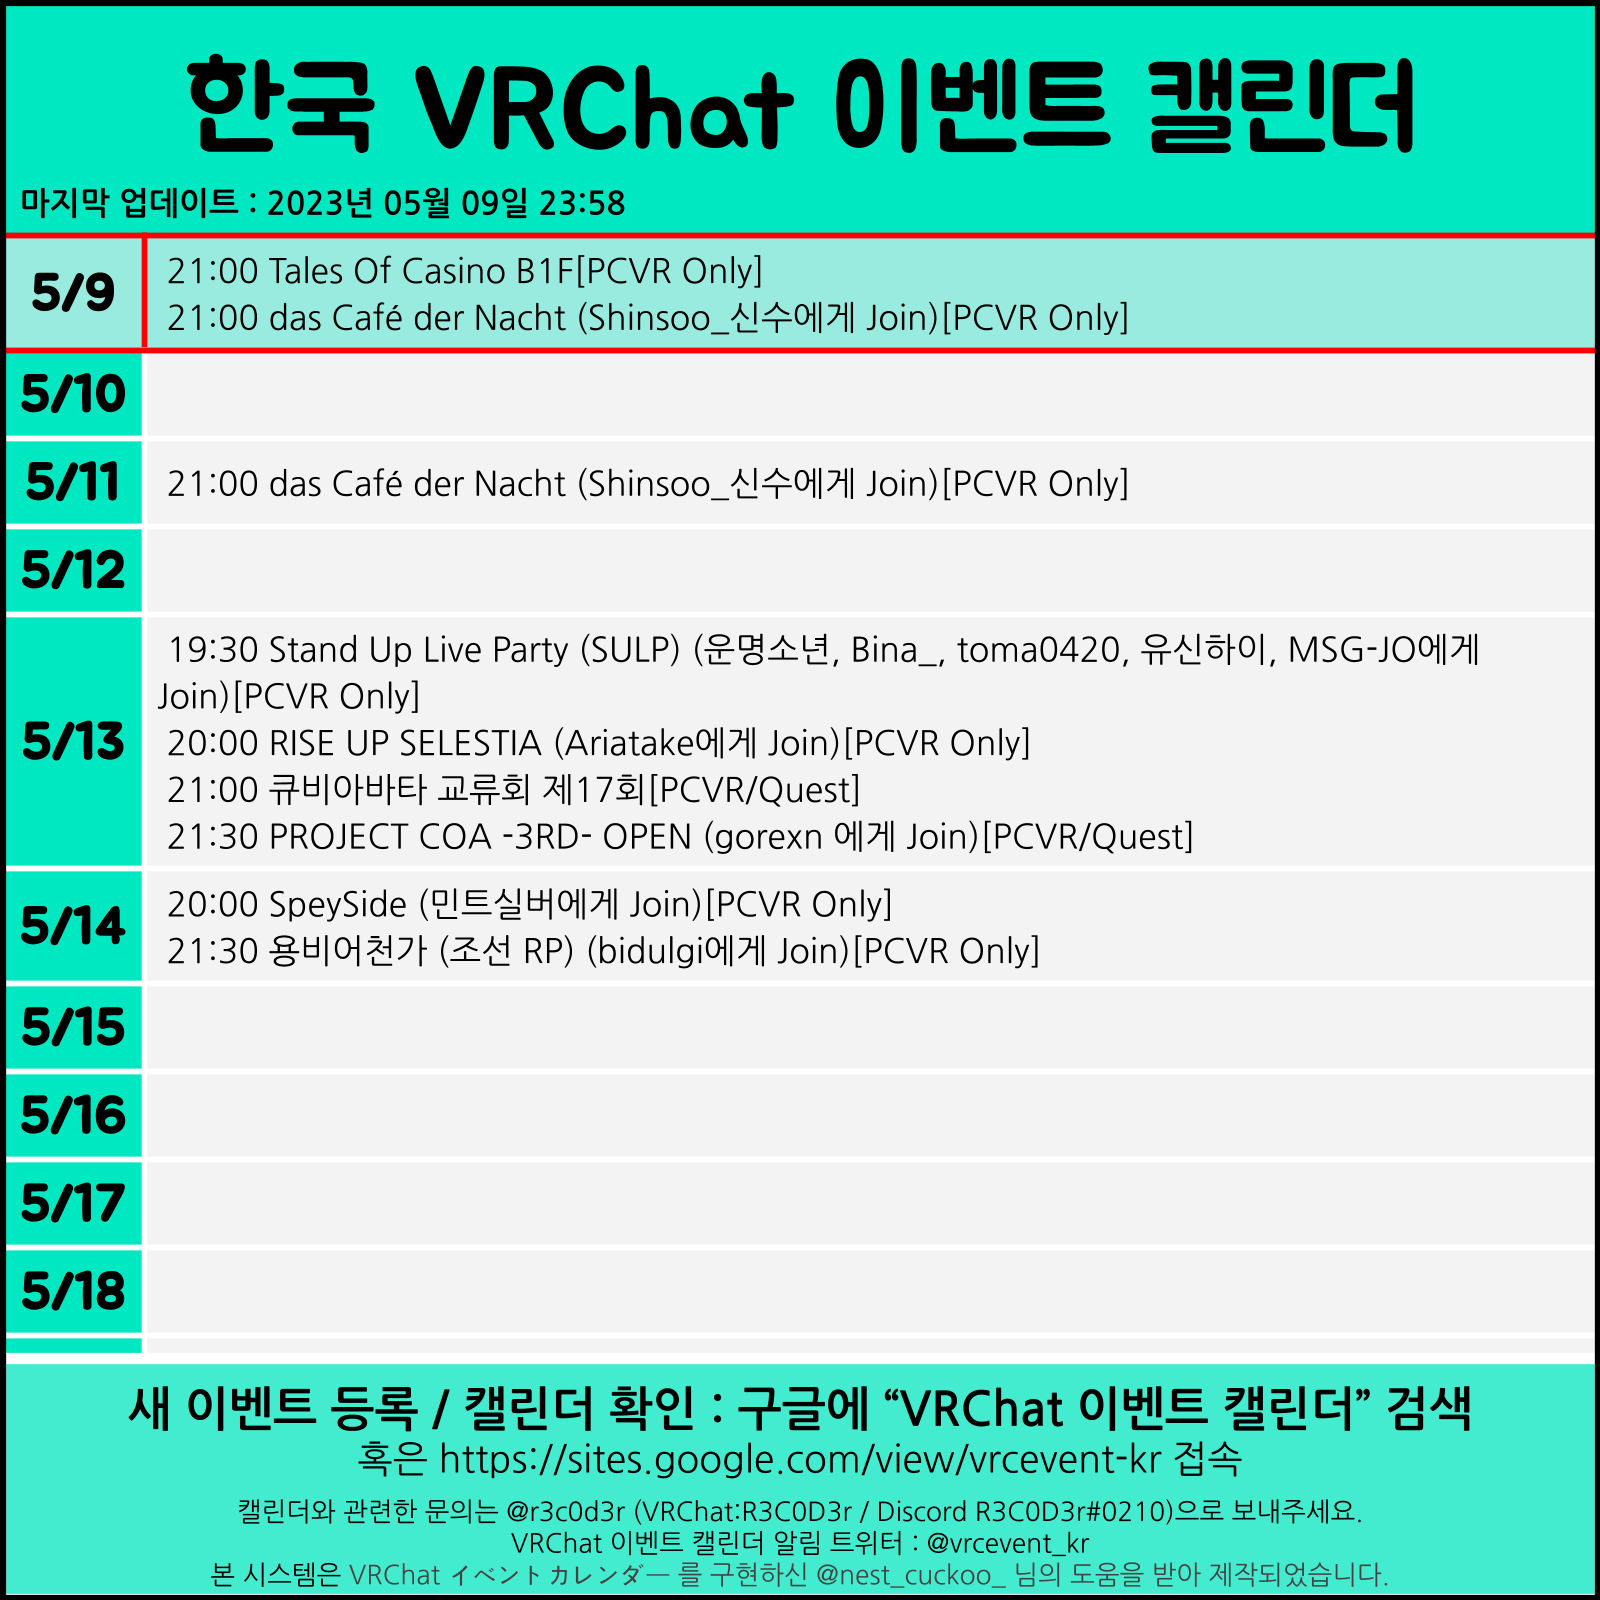 한국 VRChat 이벤트 캘린더
마지막 업데이트 : 2023년 05월 09일 23:58
5/9
21:00 Tales Of Casino B1F[PCVR Only]
21:00 das Café der Nacht (Shinsoo_신수에게 Join)[PCVR Only]
5/10
5/11
21:00 das Café der Nacht (Shinsoo_신수에게 Join)[PCVR Only]
5/12
5/13
19:30 Stand Up Live Party (SULP) (운명소년, Bina_, toma0420, 유신하이, MSG-JO에게
Join)[PCVR Only]
20:00 RISE UP SELESTIA (Ariatake에게 Join)[PCVR Only]
21:00 큐비아바타 교류회 제17회[PCVR/Quest]
21:30 PROJECT COA -3RD- OPEN (gorexn 에게 Join)[PCVR/Quest]
5/14
20:00 SpeySide (민트실버에게 Join)[PCVR Only]
21:30 용비어천가 (조선 RP) (bidulgi에게 Join)[PCVR Only]
5/15
5/16
5/17
5/18
새 이벤트 등록 / 캘린더 확인 : 구글에 “VRChat 이벤트 캘린더” 검색
혹은 https://sites.google.com/view/vrcevent-kr 접속
캘린더와 관련한 문의는 @r3c0d3r (VRChat:R3C0D3r / Discord R3C0D3r#0210)으로 보내주세요.
VRChat 이벤트 캘린더 알림 트위터 : @vrcevent_kr
본 시스템은 VRChat イベントカレンダー 를 구현하신 @nest_cuckoo_ 님의 도움을 받아 제작되었습니다.